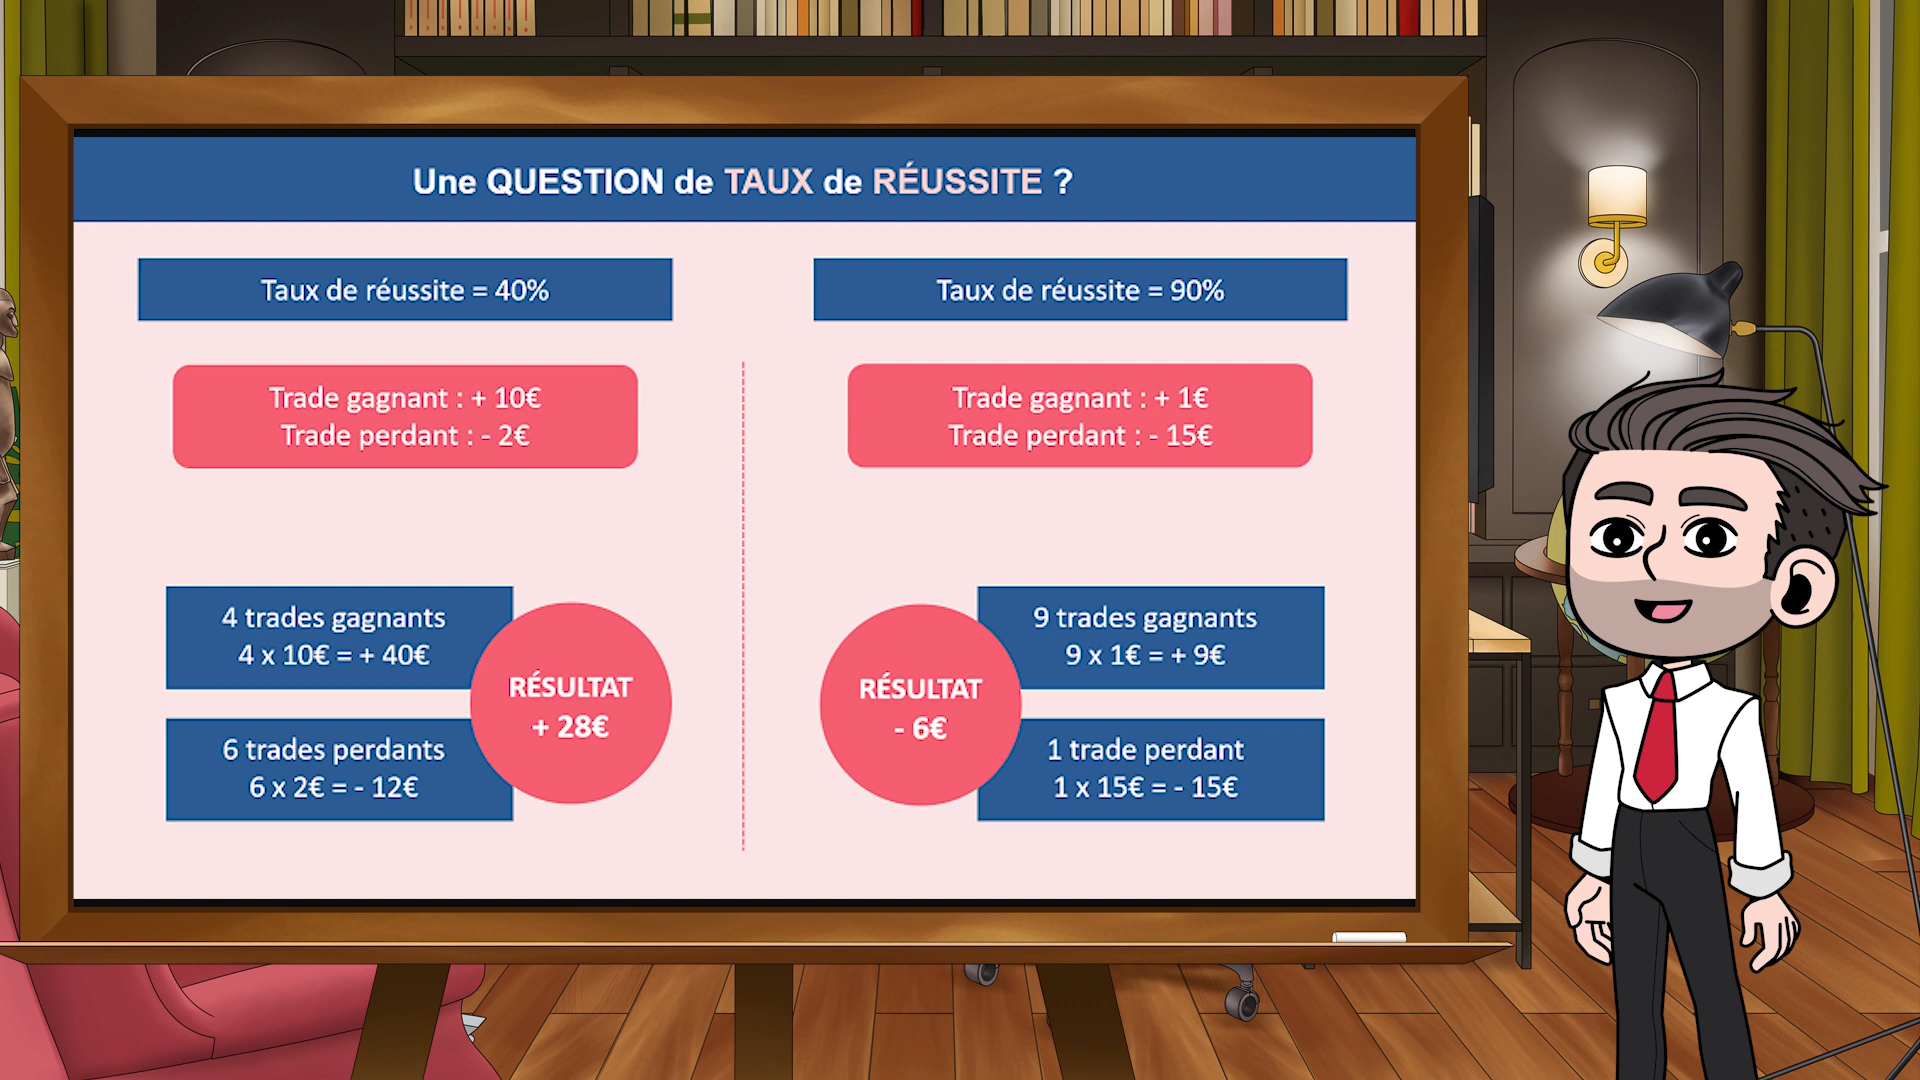 Une QUESTION de TAUX de RÉUSSITE ?
Taux de réussite = 40%
Trade gagnant : + 10€
Trade perdant : - 2€
4 trades gagnants
4 x 10€ = + 40€
6 trades perdants
6 x 2€ = - 12€
RÉSULTAT
+ 28€
Taux de réussite = 90%
Trade gagnant : + 1€
Trade perdant : - 15€
RÉSULTAT
- 6€
9 trades gagnants
9 x 1€ = + 9€
1 trade perdant
1 x 15€ = - 15€